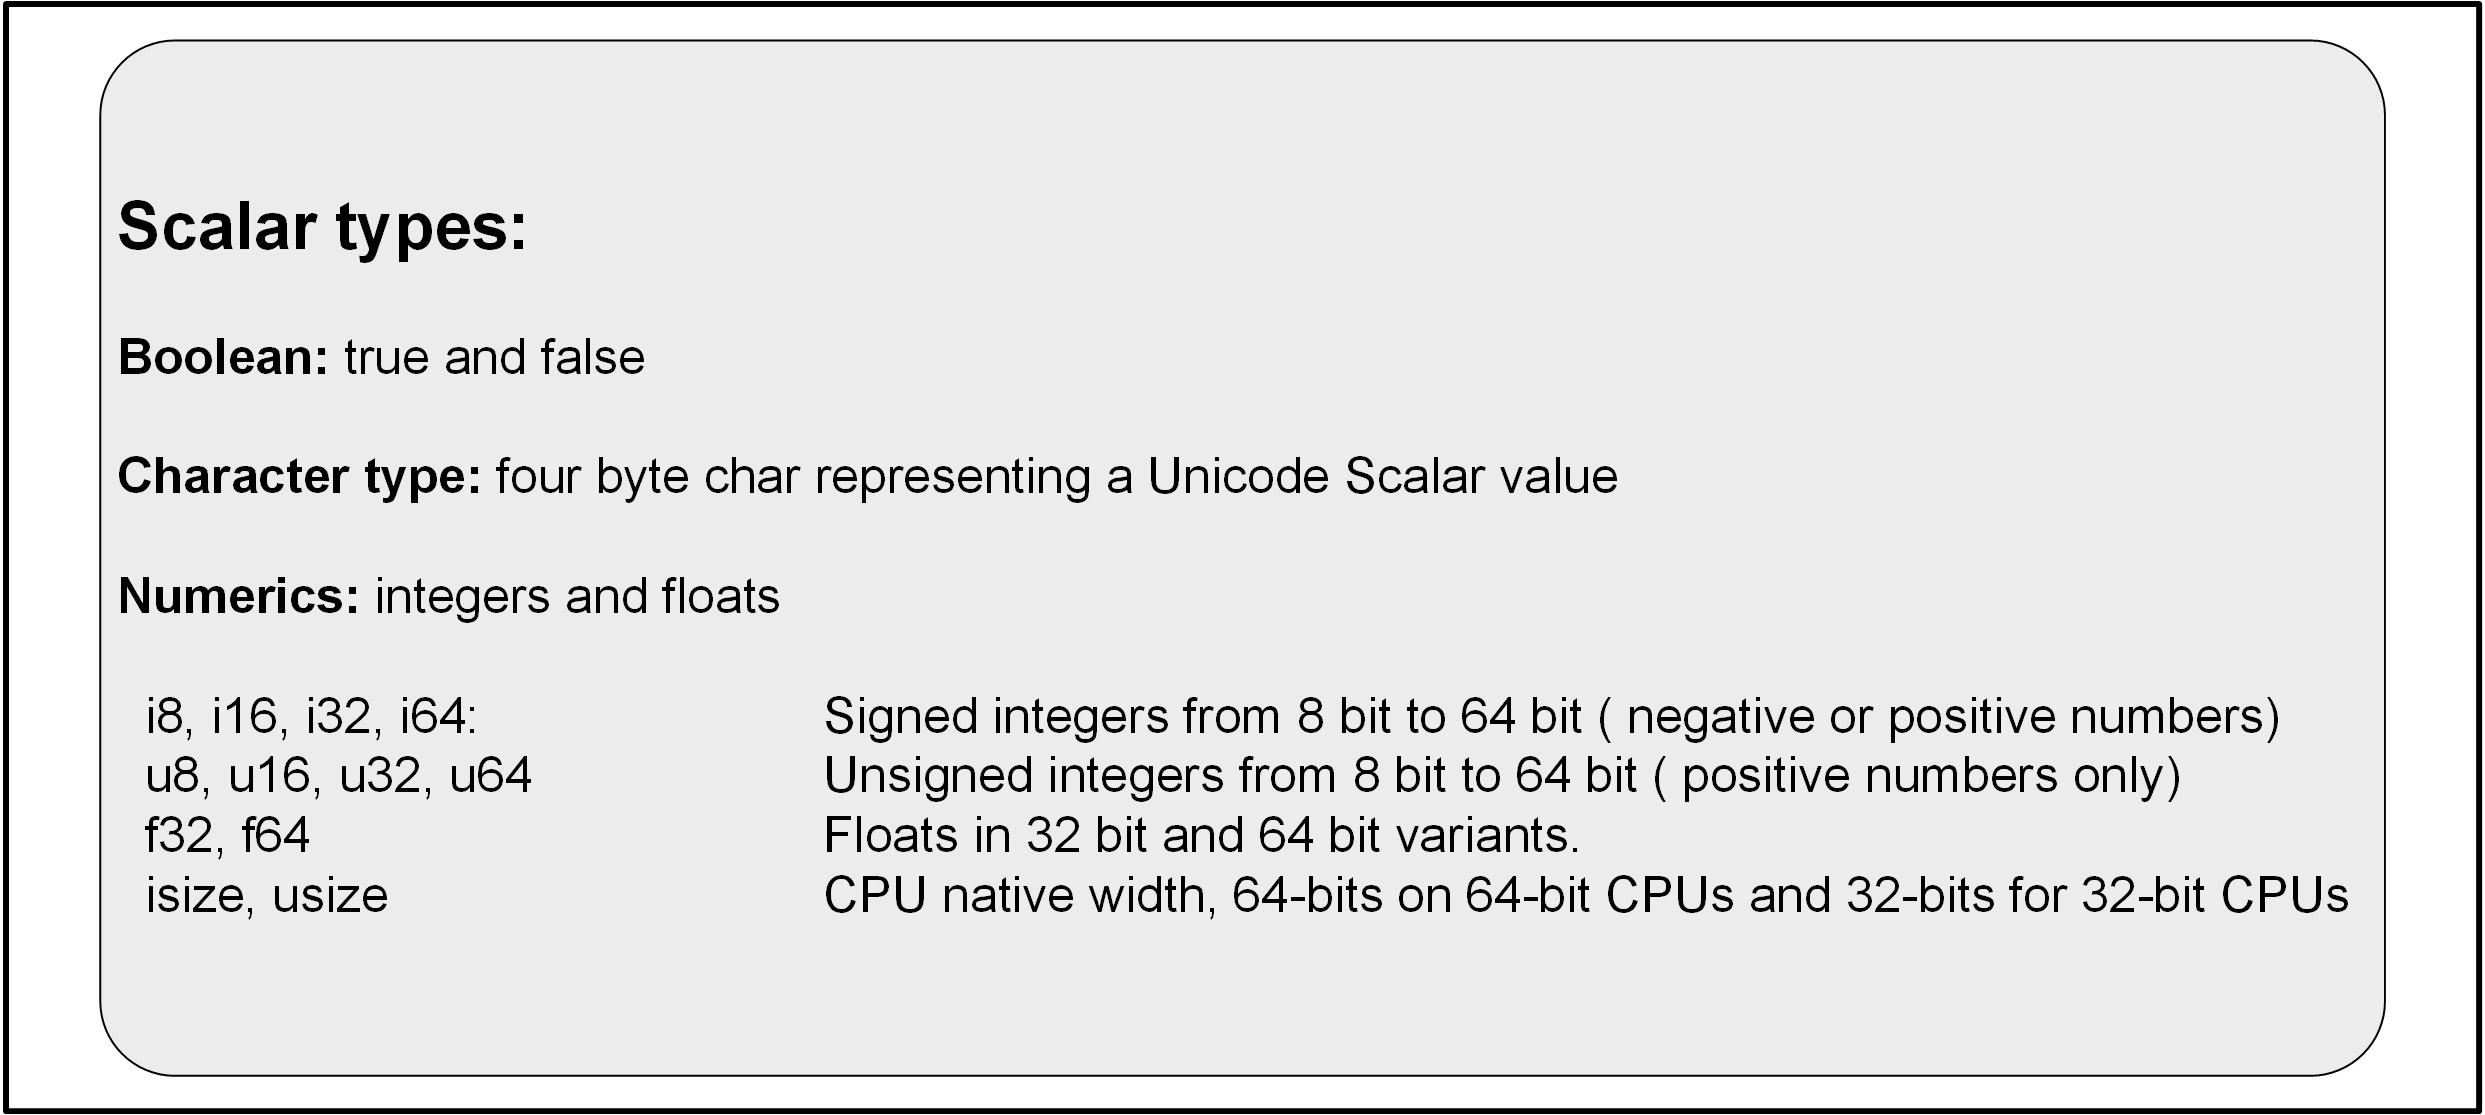 Scalar types:
Boolean: true and false
Character type: four byte char representing a Unicode Scalar value
Numerics: integers and floats
i8, i16, i32, i64: Signed integers from 8 bit to 64 bit ( negative or positive numbers)
u8, u16, u32, u64 Unsigned integers from 8 bit to 64 bit ( positive numbers only)
f32, f64 Floats in 32 bit and 64 bit variants.
isize, usize CPU native width, 64-bits on 64-bit CPUs and 32-bits for 32-bit CPUs